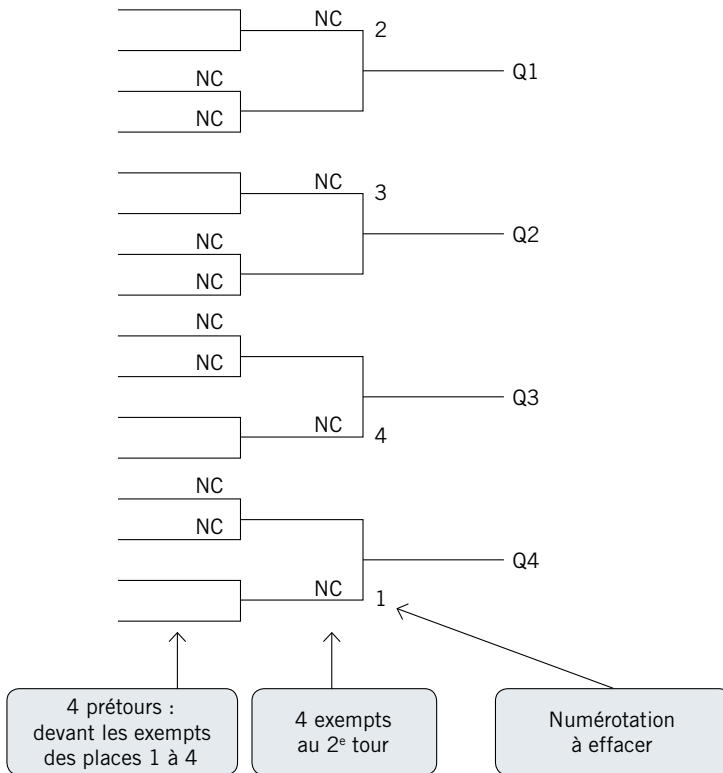 NC
2
Q1
NC
NC
NC
3
Q2
NC
NC
NC
NC
Q3
NC
4
NC
NC
Q4
NC
1
4 prétours :
devant les exempts
des places 1 à 4
4 exempts
au 2e tour
Numérotation
à effacer